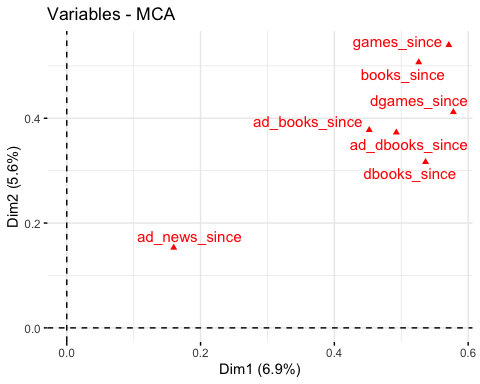 Variables - MCA
games_since
books_since
dgames_since
ad_books_since
ad_dbooks_since
dbooks_since
ad_news_since
0.4
0.2
0.0
0.0
0.2
0.4
0.6
Dim1 (6.9%)
Dim2 (5.6%)